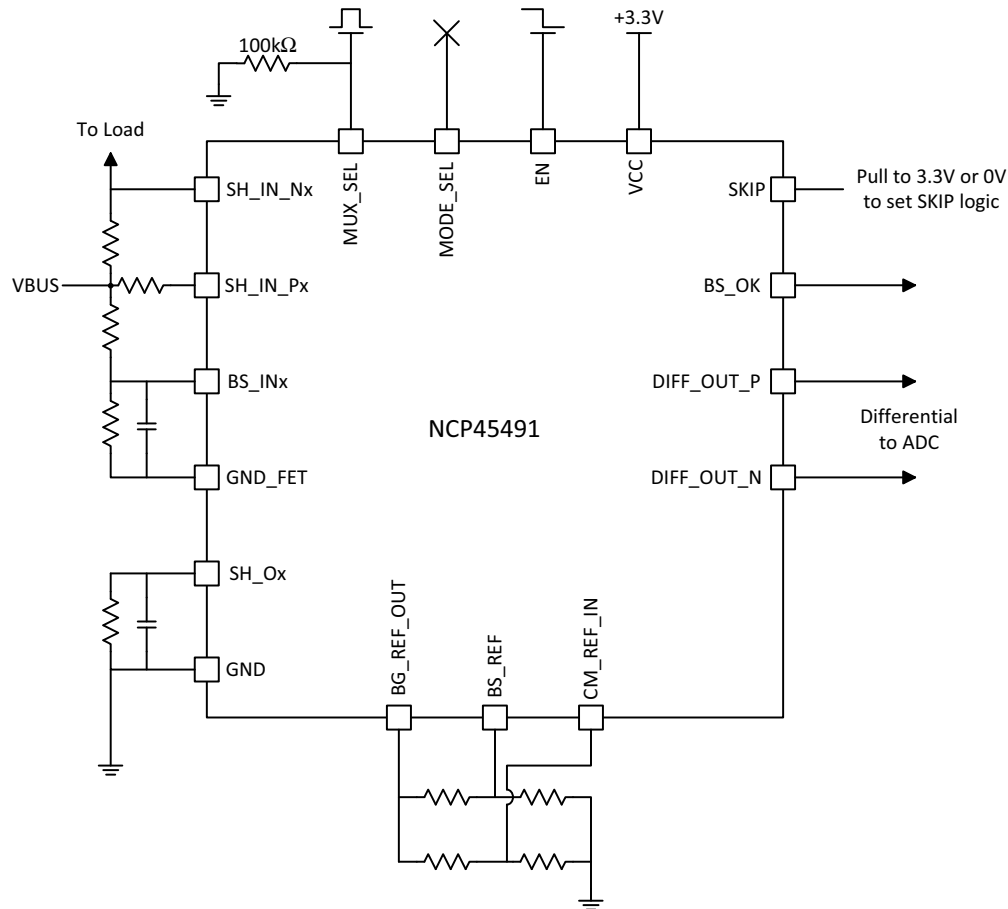 +3.3V
100kΩ
To Load
MUX_SEL
MODE_SEL
EN
VCC
SH_IN_Nx
SKIP
Pull to 3.3V or 0V
to set SKIP logic
VBUS
SH_IN_Px
BS_OK
BS_INx
DIFF_OUT_P
NCP45491
Differential
to ADC
GND_FET
DIFF_OUT_N
SH_Ox
GND
BG_REF_OUT
BS_REF
CM_REF_IN